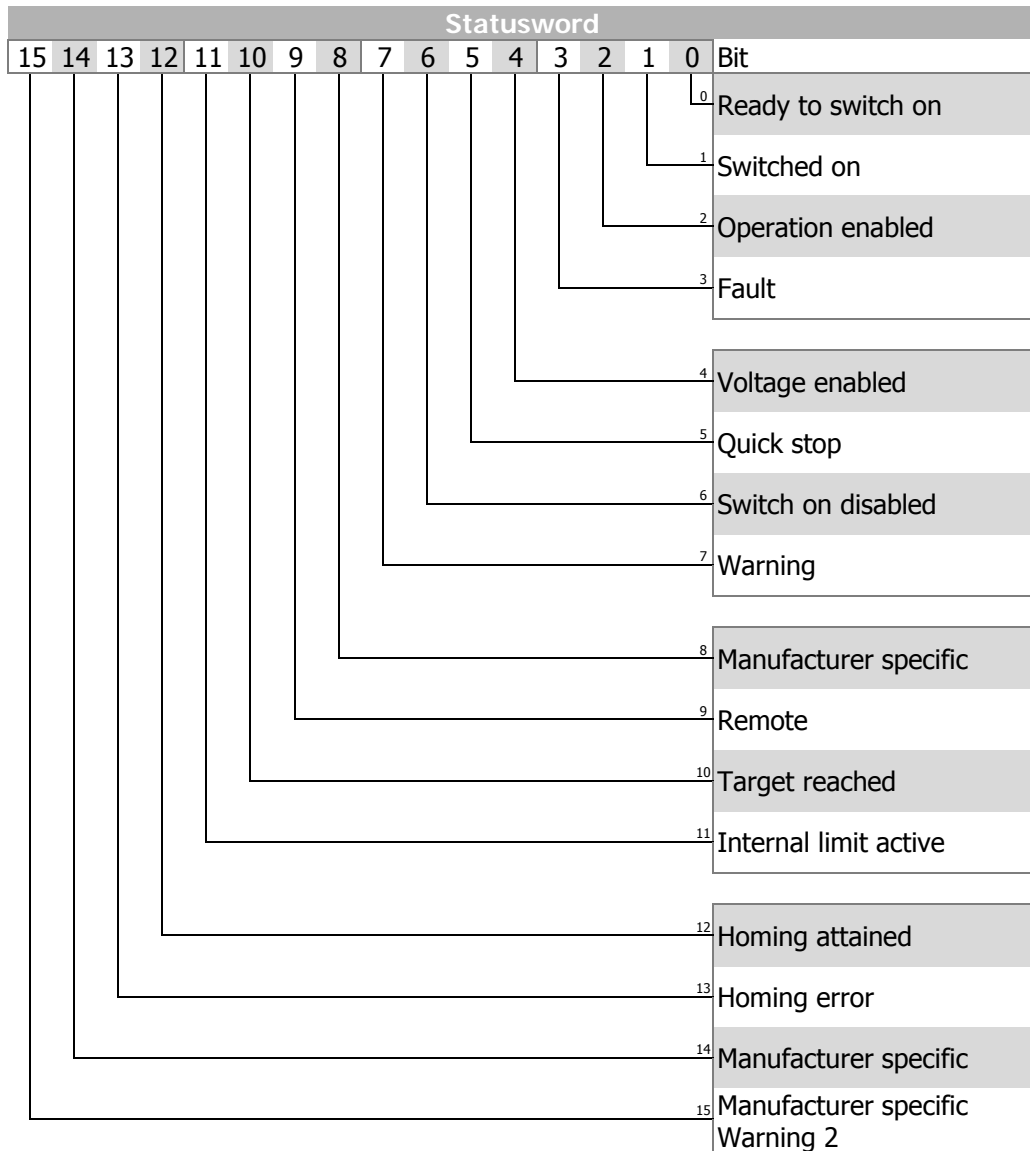 Statusword
15 14 13 12 11 10 9 8 7 6 5 4 3 2 1 0 Bit
0 Ready to switch on
1 Switched on
2 Operation enabled
3 Fault
4 Voltage enabled
5 Quick stop
6 Switch on disabled
7 Warning
8 Manufacturer specific
9 Remote
10 Target reached
11 Internal limit active
12 Homing attained
13 Homing error
14 Manufacturer specific
15 Manufacturer specific
Warning 2